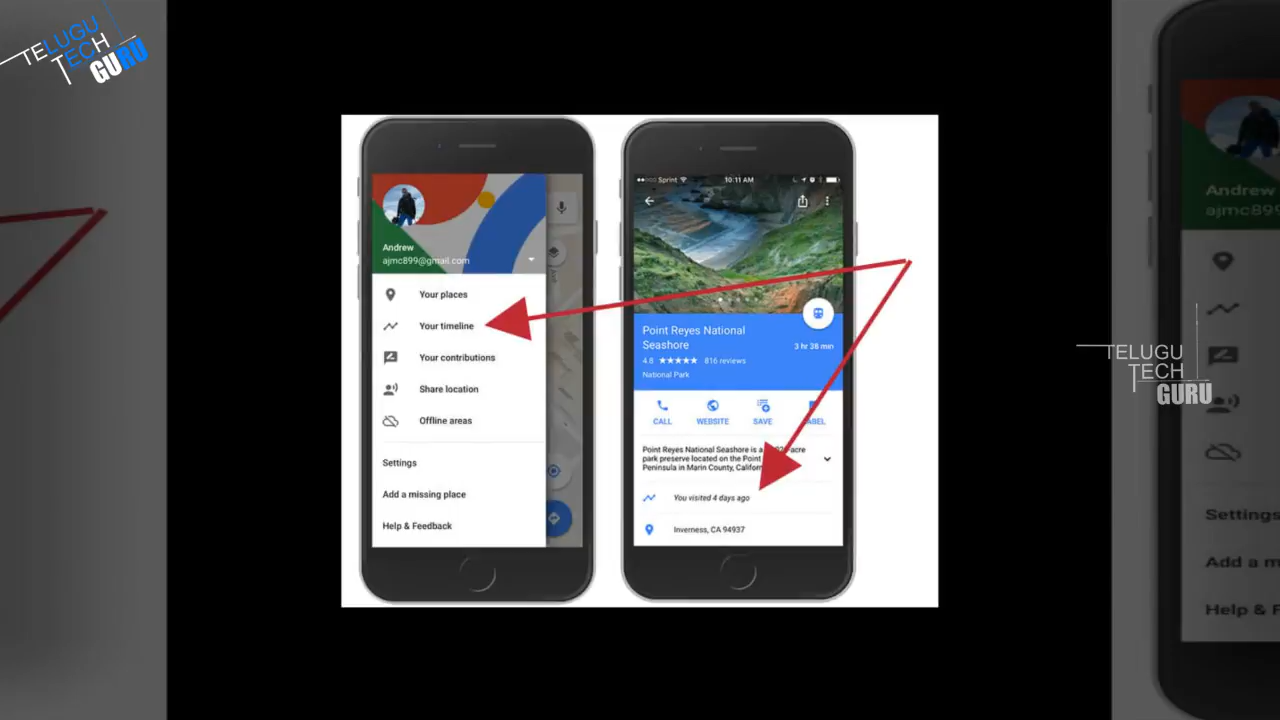 TELUGU
TECH
GURU
Andrew
ajmc899@gmail.com
Your places
Your timeline
Your contributions
Share location
Offline areas
Settings
Add a missing place
Help & Feedback
Sprint
10:11 AM
Point Reyes National
Seashore
3 hr 38 min
4.8 ★★★★★ 816 reviews
National Park
CALL
WEBSITE
SAVE
Point Reyes National Seashore is a
acre
park preserve located on the Point
Peninsula in Marin County,
You visited 4 days ago
Inverness, CA 94937
TELUGU
TECH
GURU
Andrew
ajmc89
Settings
Add a m
Help & F